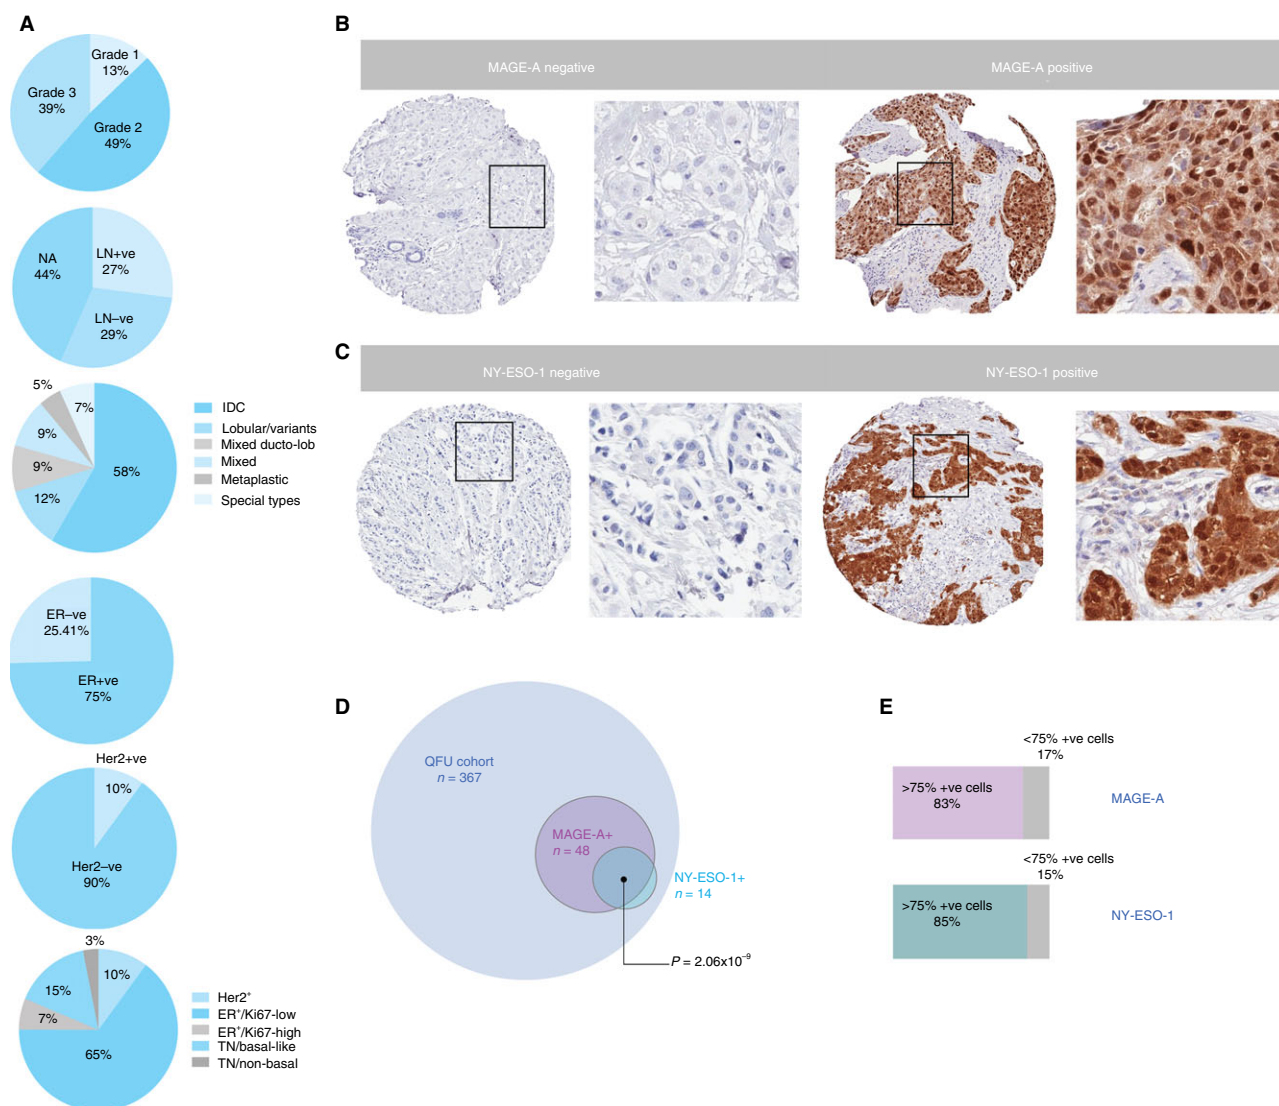 A
Grade 1
13%
Grade 3
39%
Grade 2
49%
NA
44%
LN+ve
27%
LN–ve
29%
5%
7%
9%
9%
58%
12%
IDC
Lobular/variants
Mixed ducto-lob
Mixed
Metaplastic
Special types
ER–ve
25.41%
ER+ve
75%
Her2+ve
10%
Her2–ve
90%
3%
10%
15%
7%
65%
Her2⁺
ER⁺/Ki67-low
ER⁺/Ki67-high
TN/basal-like
TN/non-basal
B
MAGE-A negative
MAGE-A positive
C
NY-ESO-1 negative
NY-ESO-1 positive
D
QFU cohort
n = 367
MAGE-A+
n = 48
NY-ESO-1+
n = 14
P = 2.06x10⁻⁹
E
<75% +ve cells
17%
>75% +ve cells
83%
MAGE-A
<75% +ve cells
15%
>75% +ve cells
85%
NY-ESO-1